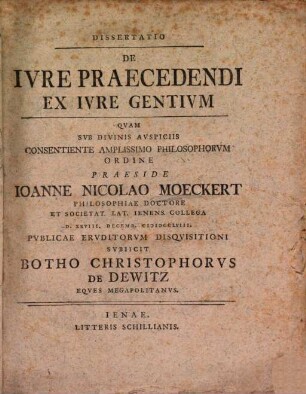 DISSERTATIO
DE
IVRE PRAECEDENDI
EX IVRE GENTIVM
QVAM
SVB DIVINIS AVSPICIIS
CONSENTIENTE AMPLISSIMO PHILOSOPHORVM
ORDINE
PRAESIDE
IOANNE NICOLAO MOECKERT
PHILOSOPHIAE DOCTORE
ET SOCIETAT. LAT. IENENS. COLLEGA
D. XXVIII. DECEMB.
PVBLICAE ERVDITORVM DISQVISITIONI
SVBIICIT
BOTHO CHRISTOPHORVS
DE DEWITZ
EQVES MEGAPOLITANVS.
IENAE,
LITTERIS SCHILLIANIS.